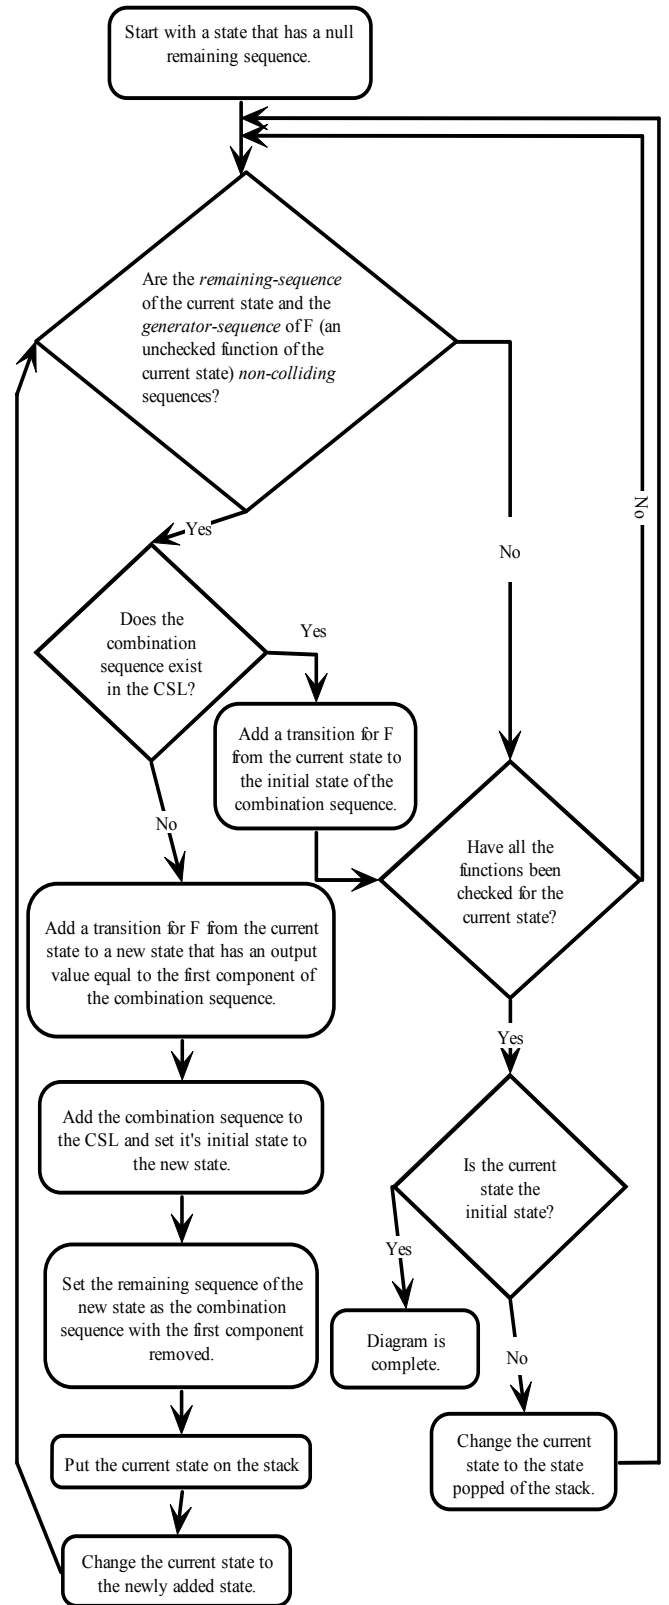 Start with a state that has a null
remaining sequence.
Are the remaining-sequence
of the current state and the
generator-sequence of F (an
unchecked function of the
current state) non-colliding
sequences?
Yes
No
No
Does the
combination
sequence exist
in the CSL?
Yes
Add a transition for F
from the current state to
the initial state of the
combination sequence.
No
Have all the
functions been
checked for the
current state?
Add a transition for F from the current
state to a new state that has an output
value equal to the first component of
the combination sequence.
Yes
Add the combination sequence to
the CSL and set it's initial state to
the new state.
Is the current
state the
initial state?
Yes
Set the remaining sequence of the
new state as the combination
sequence with the first component
removed.
Diagram is
complete.
No
Put the current state on the stack
Change the current
state to the state
popped of the stack.
Change the current state to
the newly added state.